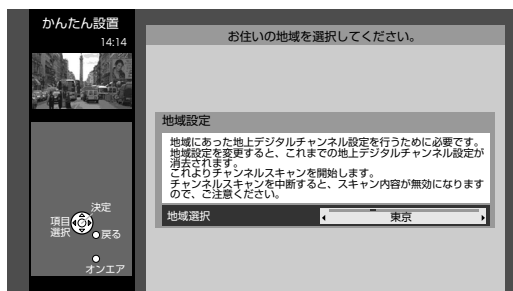 かんたん設置
14:14
お住いの地域を選択してください。
地域設定
地域にあった地上デジタルチャンネル設定を行うために必要です。
地域設定を変更すると、これまでの地上デジタルチャンネル設定が
消去されます。
これよりチャンネルスキャンを開始します。
チャンネルスキャンを中断すると、スキャン内容が無効になります
ので、ご注意ください。
地域選択
東京
決定
項目
選択
戻る
オンエア